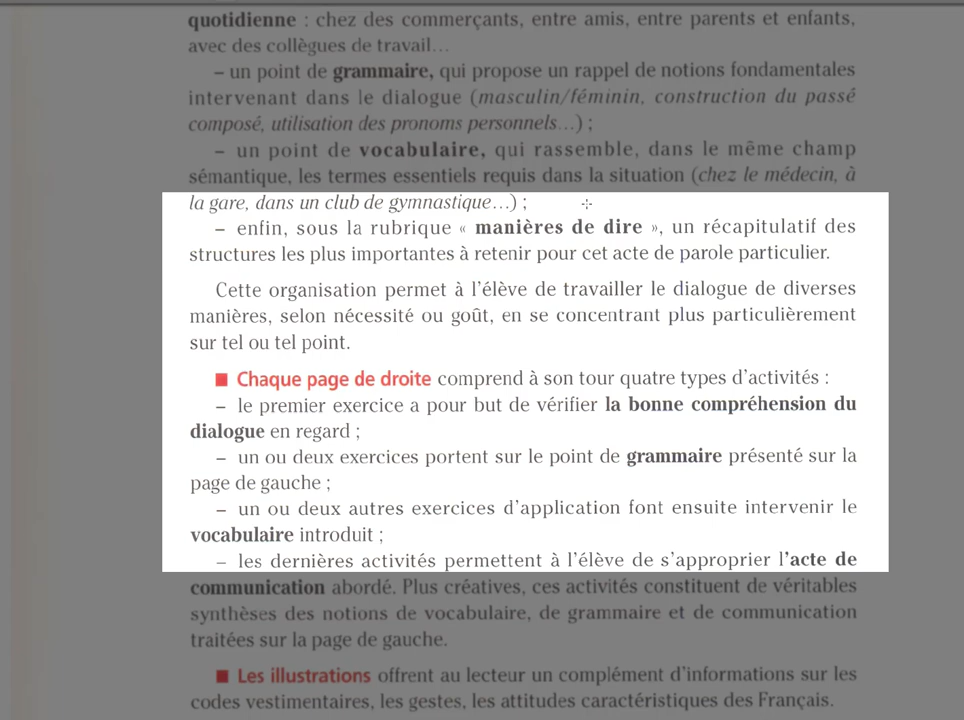 quotidienne : chez des commerçants, entre amis, entre parents et enfants,
avec des collègues de travail...
– un point de grammaire, qui propose un rappel de notions fondamentales
intervenant dans le dialogue (masculin/féminin, construction du passé
composé, utilisation des pronoms personnels...) ;
– un point de vocabulaire, qui rassemble, dans le même champ
sémantique, les termes essentiels requis dans la situation (chez le médecin, à
la gare, dans un club de gymnastique...) ;
– enfin, sous la rubrique « manières de dire », un récapitulatif des
structures les plus importantes à retenir pour cet acte de parole particulier.
Cette organisation permet à l'élève de travailler le dialogue de diverses
manières, selon nécessité ou goût, en se concentrant plus particulièrement
sur tel ou tel point.
■ Chaque page de droite comprend à son tour quatre types d'activités :
– le premier exercice a pour but de vérifier la bonne compréhension du
dialogue en regard ;
– un ou deux exercices portent sur le point de grammaire présenté sur la
page de gauche ;
– un ou deux autres exercices d'application font ensuite intervenir le
vocabulaire introduit ;
– les dernières activités permettent à l'élève de s'approprier l'acte de
communication abordé. Plus créatives, ces activités constituent de véritables
synthèses des notions de vocabulaire, de grammaire et de communication
traitées sur la page de gauche.
■ Les illustrations offrent au lecteur un complément d'informations sur les
codes vestimentaires, les gestes, les attitudes caractéristiques des Français.